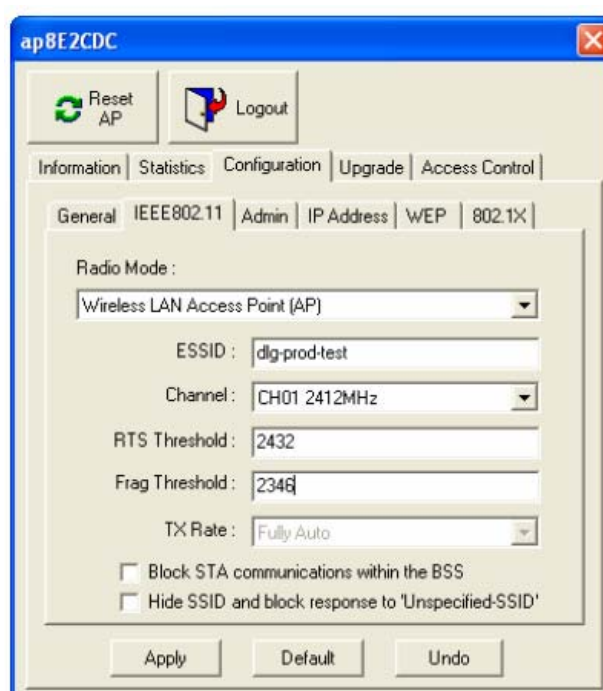 ap8E2CDC
Reset AP
Logout
Information Statistics Configuration Upgrade Access Control
General IEEE802.11 Admin IP Address WEP 802.1X
Radio Mode :
Wireless LAN Access Point (AP)
ESSID : dlg-prod-test
Channel : CH01 2412MHz
RTS Threshold : 2432
Frag Threshold : 2346
TX Rate : Fully Auto
Block STA communications within the BSS
Hide SSID and block response to 'Unspecified-SSID'
Apply Default Undo